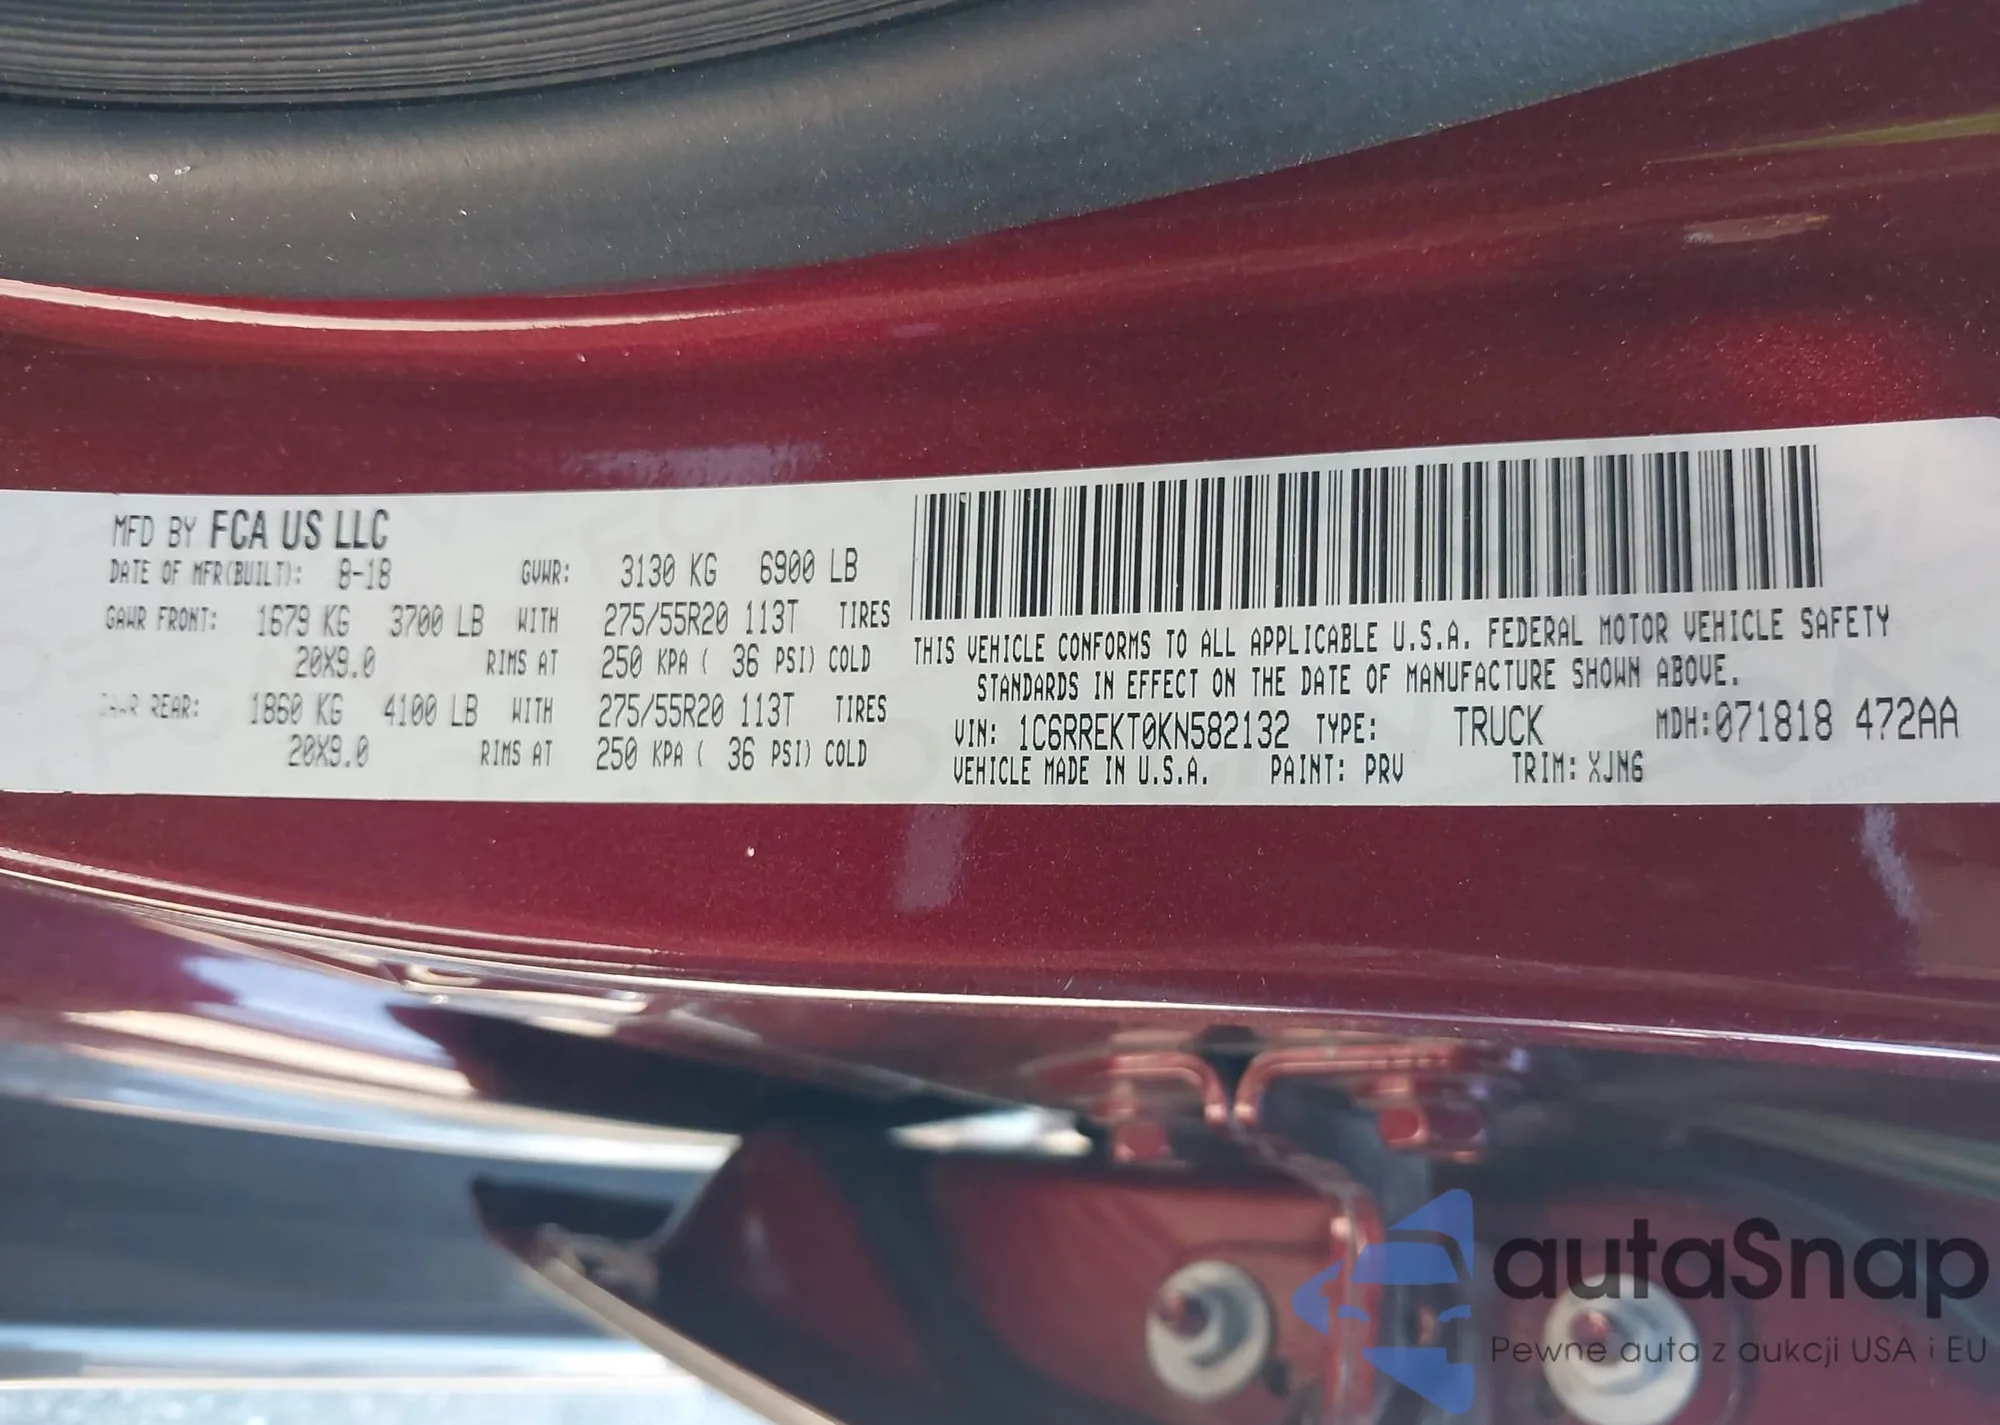 MFD BY FCA US LLC
DATE OF MFR(BUILT): 8-18 GVWR: 3130 KG 6900 LB
GAWR FRONT: 1679 KG 3700 LB WITH 275/55R20 113T TIRES
20X9.0 RIMS AT 250 KPA ( 36 PSI) COLD
REAR: 1860 KG 4100 LB WITH 275/55R20 113T TIRES
20X9.0 RIMS AT 250 KPA ( 36 PSI) COLD
THIS VEHICLE CONFORMS TO ALL APPLICABLE U.S.A. FEDERAL MOTOR VEHICLE SAFETY
STANDARDS IN EFFECT ON THE DATE OF MANUFACTURE SHOWN ABOVE.
VIN: 1C6RREKT0KN582132 TYPE: TRUCK MDH:071818 472AA
VEHICLE MADE IN U.S.A. PAINT: PRV TRIM: XJNG
autaSnap
Pewne auta z aukcji USA i EU